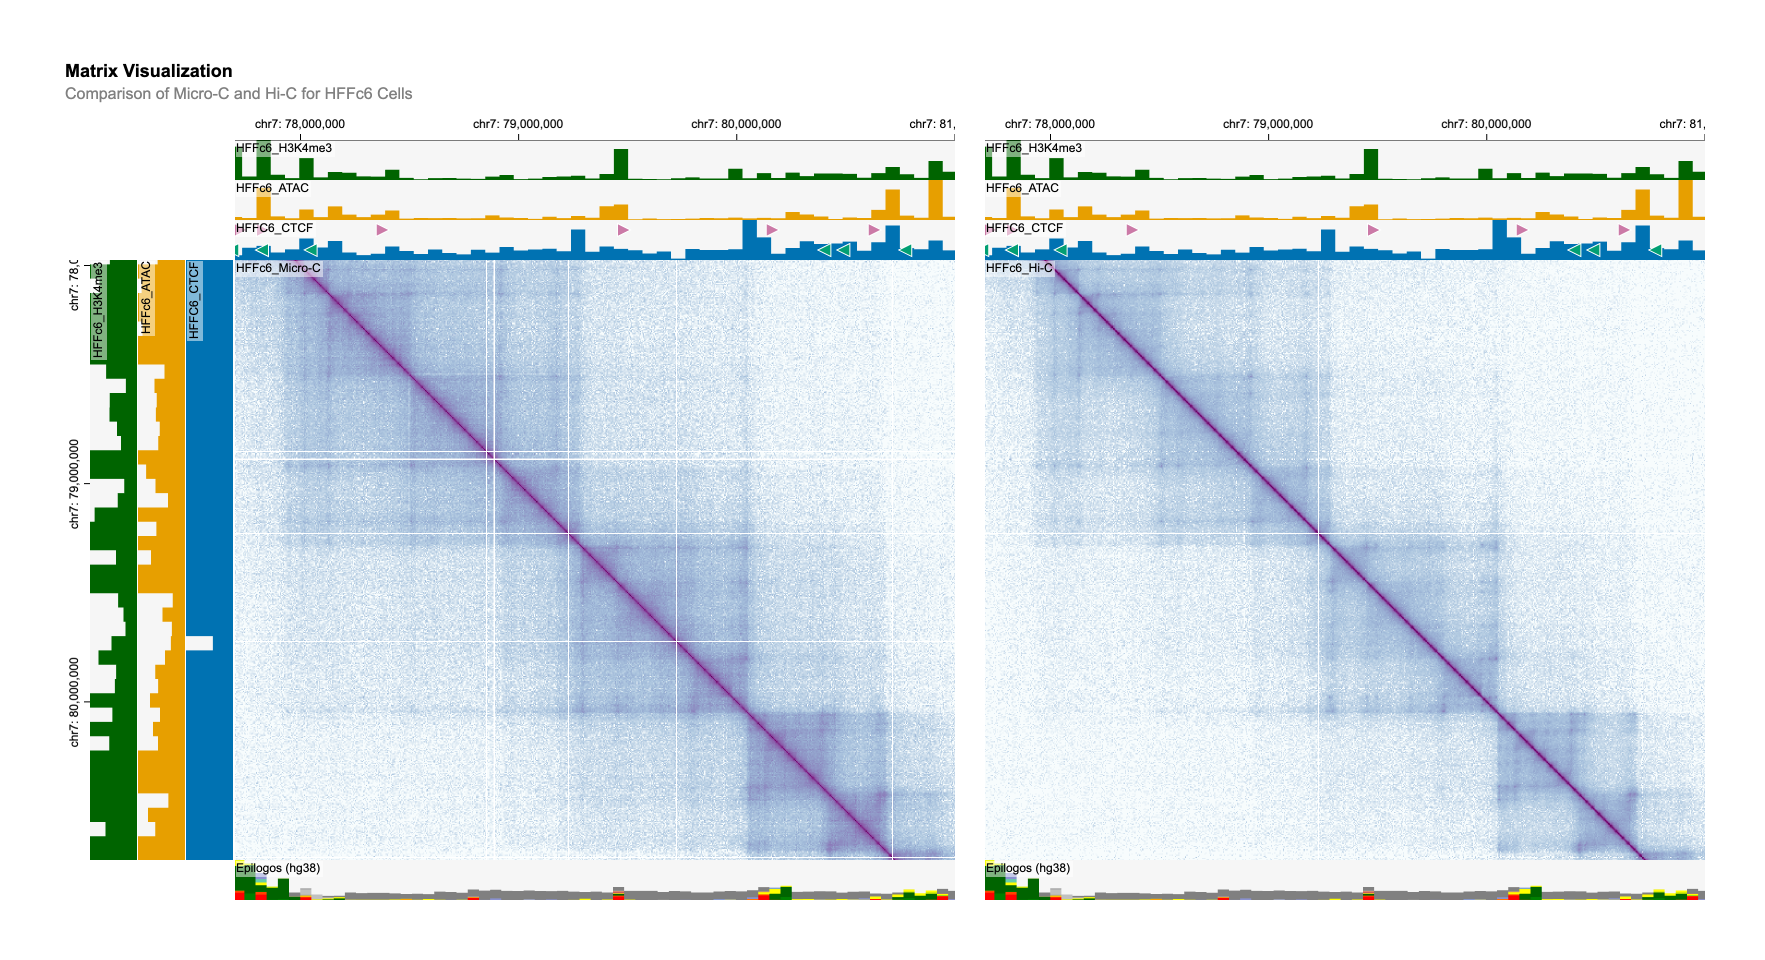 Matrix Visualization
Comparison of Micro-C and Hi-C for HFFc6 Cells
chr7: 78,000,000 chr7: 79,000,000 chr7: 80,000,000 chr7: 81,
chr7: 78,000,000 chr7: 79,000,000 chr7: 80,000,000 chr7: 81,
HFFc6_H3K4me3
HFFc6_ATAC
HFFC6_CTCF
HFFc6_H3K4me3
HFFc6_ATAC
HFFC6_CTCF
chr7: 78,(
chr7: 79,000,000
chr7: 80,000,000
HFFc6_H3K4me3
HFFc6_ATAC
HFFC6_CTCF
HFFc6_Micro-C
HFFc6_Hi-C
Epilogos (hg38)
Epilogos (hg38)